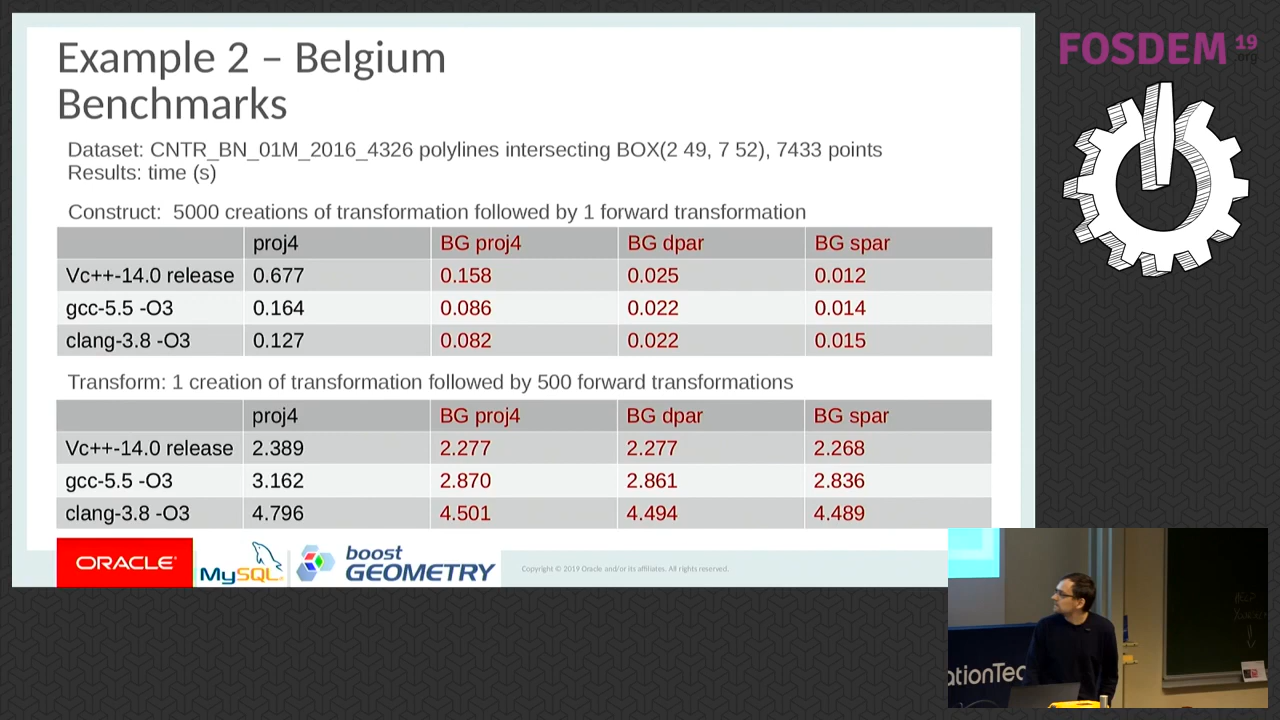 Example 2 – Belgium
Benchmarks
Dataset: CNTR_BN_01M_2016_4326 polylines intersecting BOX(2 49, 7 52), 7433 points
Results: time (s)
Construct: 5000 creations of transformation followed by 1 forward transformation
proj4 BG proj4 BG dpar BG spar
Vc++-14.0 release 0.677 0.158 0.025 0.012
gcc-5.5 -O3 0.164 0.086 0.022 0.014
clang-3.8 -O3 0.127 0.082 0.022 0.015
Transform: 1 creation of transformation followed by 500 forward transformations
proj4 BG proj4 BG dpar BG spar
Vc++-14.0 release 2.389 2.277 2.277 2.268
gcc-5.5 -O3 3.162 2.870 2.861 2.836
clang-3.8 -O3 4.796 4.501 4.494 4.489
ORACLE® MySQL boost GEOMETRY
Copyright © 2019 Oracle and/or its affiliates. All rights reserved.
FOSDEM 19
.org
ationTec